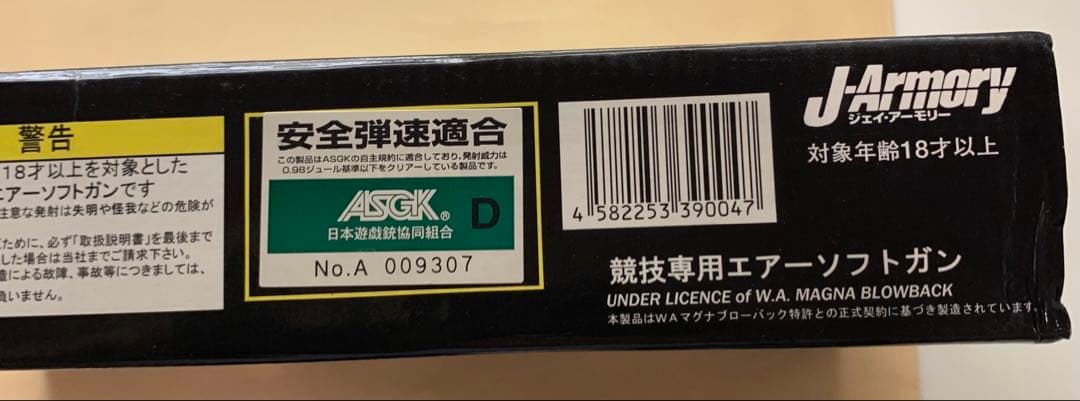 警告
18才以上を対象とした
エアーソフトガンです
注意な発射は失明や怪我などの危険が
ために、必ず「取扱説明書」を最後まで
した場合は当社までご請求下さい。
造による故障、事故等につきましては、
負いません。
安全弾速適合
この製品はASGKの自主規約に適合しており、発射威力は
0.98ジュール基準以下をクリアーしている製品です。
ASGK® D
日本遊戯銃協同組合
No.A 009307
4 582253 390047
J-Armory
ジェイ・アーモリー
対象年齢18才以上
競技専用エアーソフトガン
UNDER LICENCE of W.A. MAGNA BLOWBACK
本製品はWAマグナブローバック特許との正式契約に基づき製造されています。